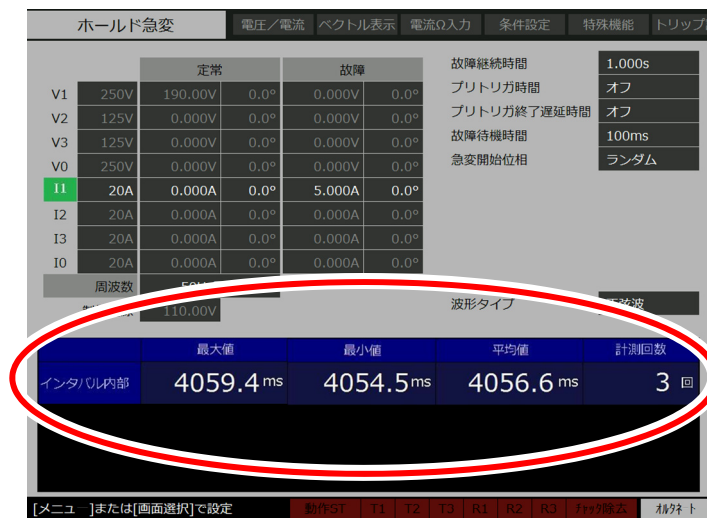 ホールド急変 電圧／電流 ベクトル表示 電流Ω入力 条件設定 特殊機能 トリップ
定常 故障
V1 250V 190.00V 0.0° 0.000V 0.0°
V2 125V 0.000V 0.0° 0.000V 0.0°
V3 125V 0.000V 0.0° 0.000V 0.0°
V0 250V 0.000V 0.0° 0.000V 0.0°
I1 20A 0.000A 0.0° 5.000A 0.0°
I2 20A 0.000A 0.0° 0.000A 0.0°
I3 20A 0.000A 0.0° 0.000A 0.0°
I0 20A 0.000A 0.0° 0.000A 0.0°
周波数
110.00V
故障継続時間 1.000s
プリトリガ時間 オフ
プリトリガ終了遅延時間 オフ
故障待機時間 100ms
急変開始位相 ランダム
波形タイプ 正弦波
最大値 最小値 平均値 計測回数
インタバル内部 4059.4 ms 4054.5 ms 4056.6 ms 3 回
[メニュー]または[画面選択]で設定 動作ST T1 T2 T3 R1 R2 R3 ﾁｬｯﾀ除去